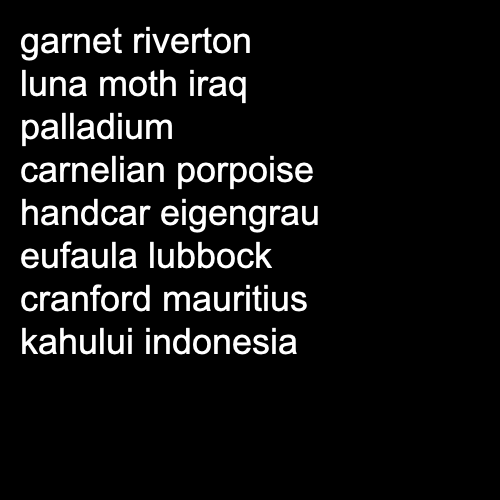 garnet riverton
luna moth iraq
palladium
carnelian porpoise
handcar eigengrau
eufaula lubbock
cranford mauritius
kahului indonesia